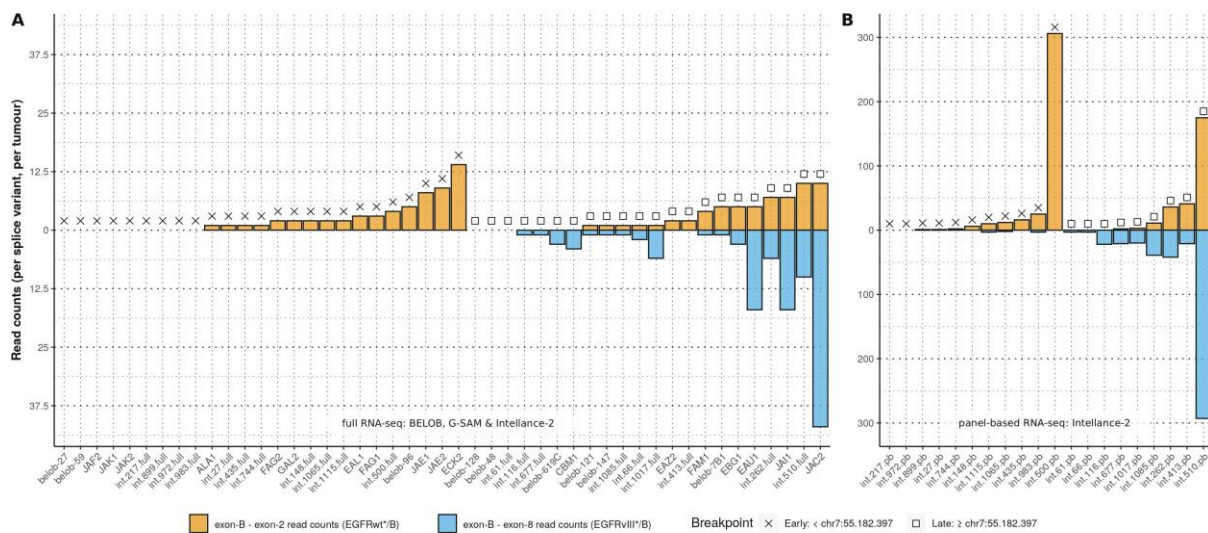 A
B
Read counts (per splice variant, per tumour)
37.5
25
12.5
0
12.5
25
37.5
full RNA-seq: BELOB, G-SAM & Intellance-2
belob-27
belob-59
JAF2
JAK1
JAK2
int.217.full
int.899.full
int.972.full
int.983.full
ALA1
int.27.full
int.435.full
int.744.full
FAG2
GAL2
int.148.full
int.1065.full
int.1115.full
EAL1
FAG1
int.500.full
belob-96
JAE1
JAE2
ECK2
belob-128
belob-48
int.61.full
int.116.full
int.677.full
belob-619C
CBM1
belob-121
belob-147
int.1085.full
int.66.full
int.1017.full
EAZ2
int.413.full
FAM1
belob-7B1
EBG1
EAU1
int.262.full
JAI1
int.510.full
JAC2
300
200
100
0
100
200
300
panel-based RNA-seq: Intellance-2
int.217.pb
int.972.pb
int.899.pb
int.27.pb
int.744.pb
int.148.pb
int.1115.pb
int.1065.pb
int.435.pb
int.983.pb
int.500.pb
int.61.pb
int.66.pb
int.116.pb
int.677.pb
int.1017.pb
int.1085.pb
int.262.pb
int.413.pb
int.510.pb
exon-B - exon-2 read counts (EGFRwt*/B)
exon-B - exon-8 read counts (EGFRvIII*/B)
Breakpoint
Early: < chr7:55.182.397
Late: ≥ chr7:55.182.397